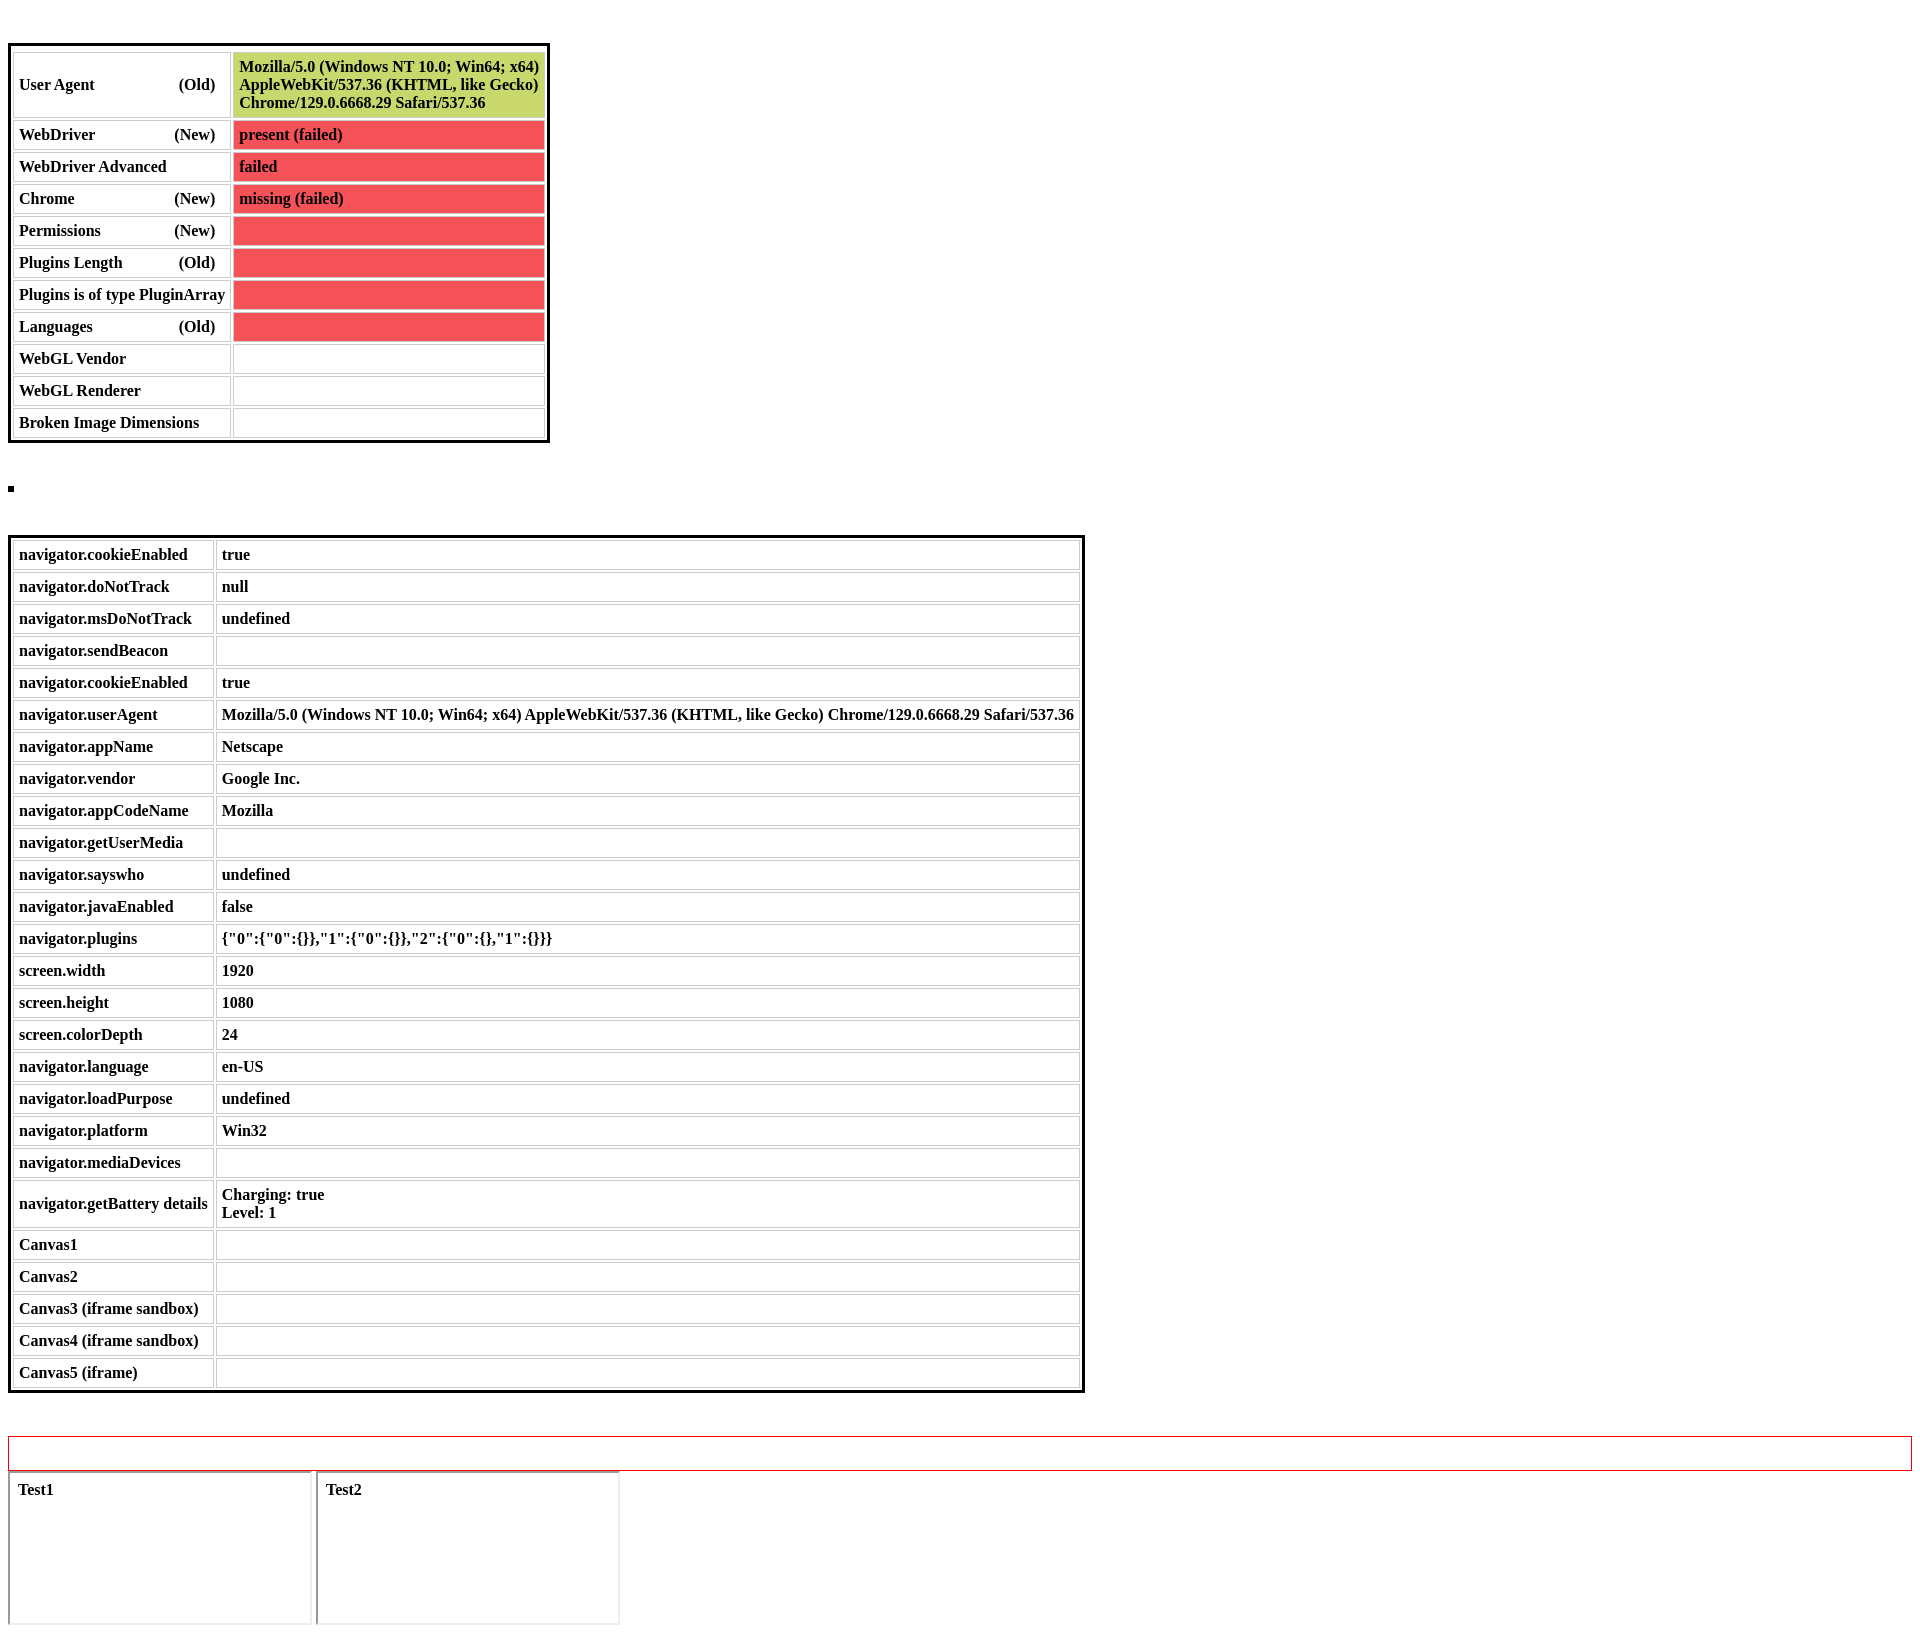 User Agent (Old)
Mozilla/5.0 (Windows NT 10.0; Win64; x64)
AppleWebKit/537.36 (KHTML, like Gecko)
Chrome/129.0.6668.29 Safari/537.36
WebDriver (New) present (failed)
WebDriver Advanced failed
Chrome (New) missing (failed)
Permissions (New)
Plugins Length (Old)
Plugins is of type PluginArray
Languages (Old)
WebGL Vendor
WebGL Renderer
Broken Image Dimensions
navigator.cookieEnabled true
navigator.doNotTrack null
navigator.msDoNotTrack undefined
navigator.sendBeacon
navigator.cookieEnabled true
navigator.userAgent Mozilla/5.0 (Windows NT 10.0; Win64; x64) AppleWebKit/537.36 (KHTML, like Gecko) Chrome/129.0.6668.29 Safari/537.36
navigator.appName Netscape
navigator.vendor Google Inc.
navigator.appCodeName Mozilla
navigator.getUserMedia
navigator.sayswho undefined
navigator.javaEnabled false
navigator.plugins {"0":{"0":{}},"1":{"0":{}},"2":{"0":{},"1":{}}}
screen.width 1920
screen.height 1080
screen.colorDepth 24
navigator.language en-US
navigator.loadPurpose undefined
navigator.platform Win32
navigator.mediaDevices
navigator.getBattery details
Charging: true
Level: 1
Canvas1
Canvas2
Canvas3 (iframe sandbox)
Canvas4 (iframe sandbox)
Canvas5 (iframe)
Test1 Test2